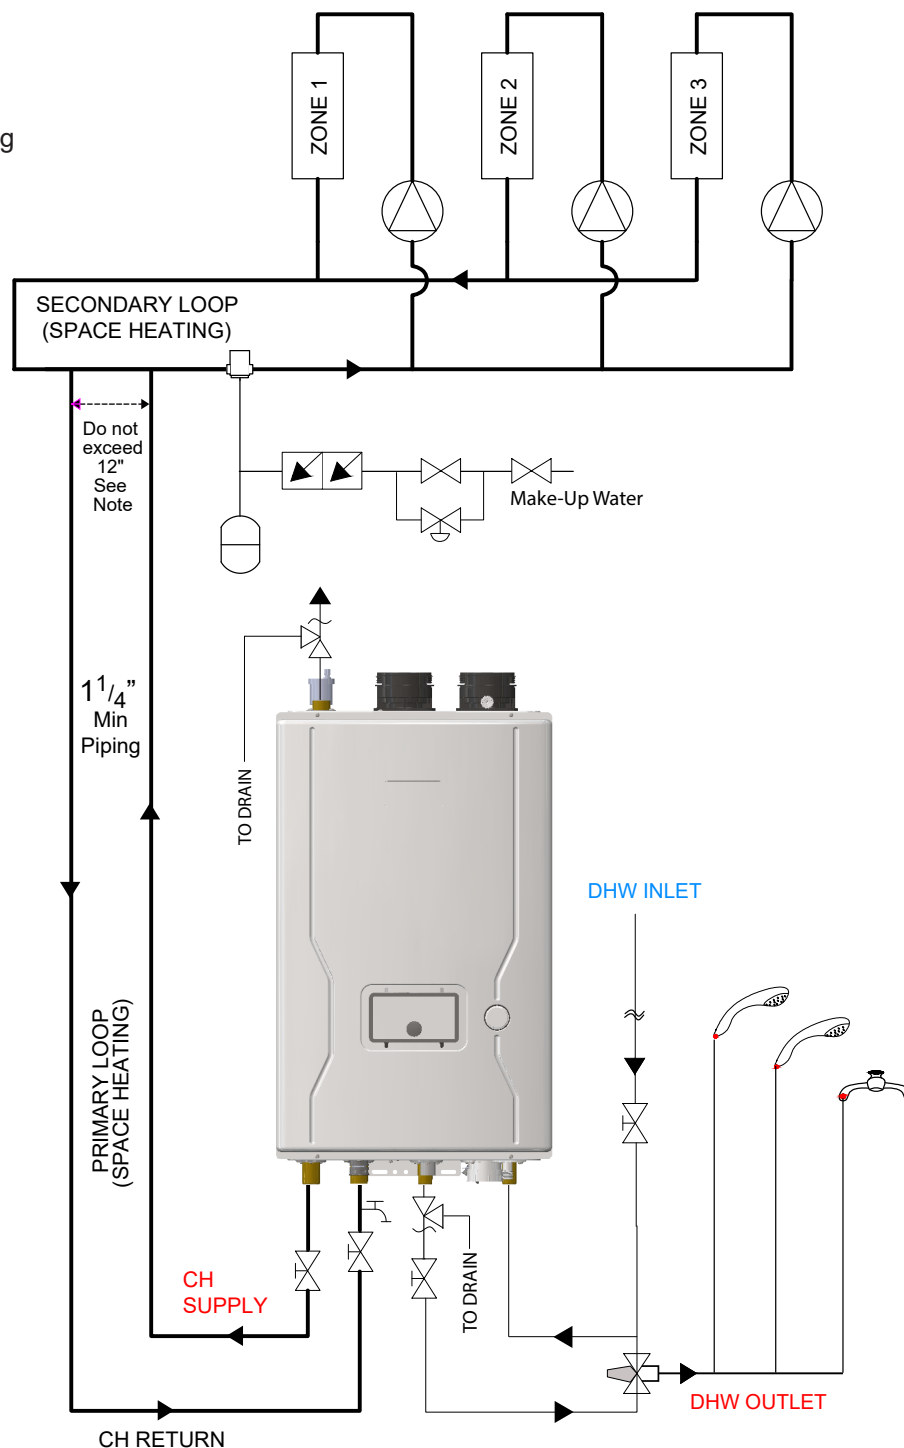 g
ZONE 1
ZONE 2
ZONE 3
SECONDARY LOOP
(SPACE HEATING)
Do not
exceed
12"
See
Note
Make-Up Water
1 1/4”
Min
Piping
TO DRAIN
DHW INLET
PRIMARY LOOP
(SPACE HEATING)
CH
SUPPLY
TO DRAIN
DHW OUTLET
CH RETURN